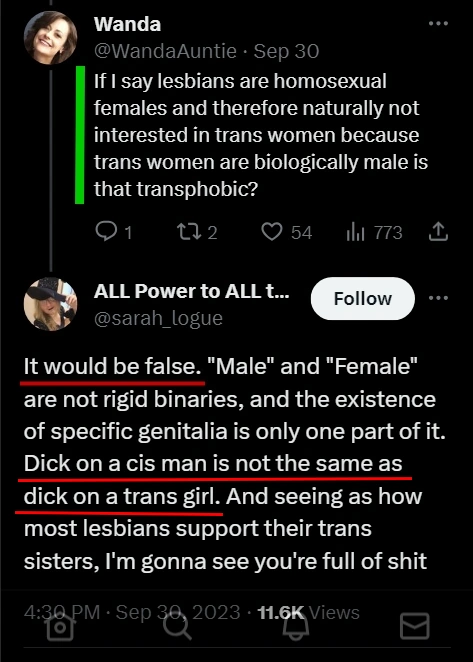 Wanda
@WandaAuntie · Sep 30
If I say lesbians are homosexual
females and therefore naturally not
interested in trans women because
trans women are biologically male is
that transphobic?
1 2 54 773
ALL Power to ALL t...
Follow
@sarah_logue
It would be false. "Male" and "Female"
are not rigid binaries, and the existence
of specific genitalia is only one part of it.
Dick on a cis man is not the same as
dick on a trans girl. And seeing as how
most lesbians support their trans
sisters, I'm gonna see you're full of shit
4:30 PM · Sep 30, 2023 · 11.6K Views